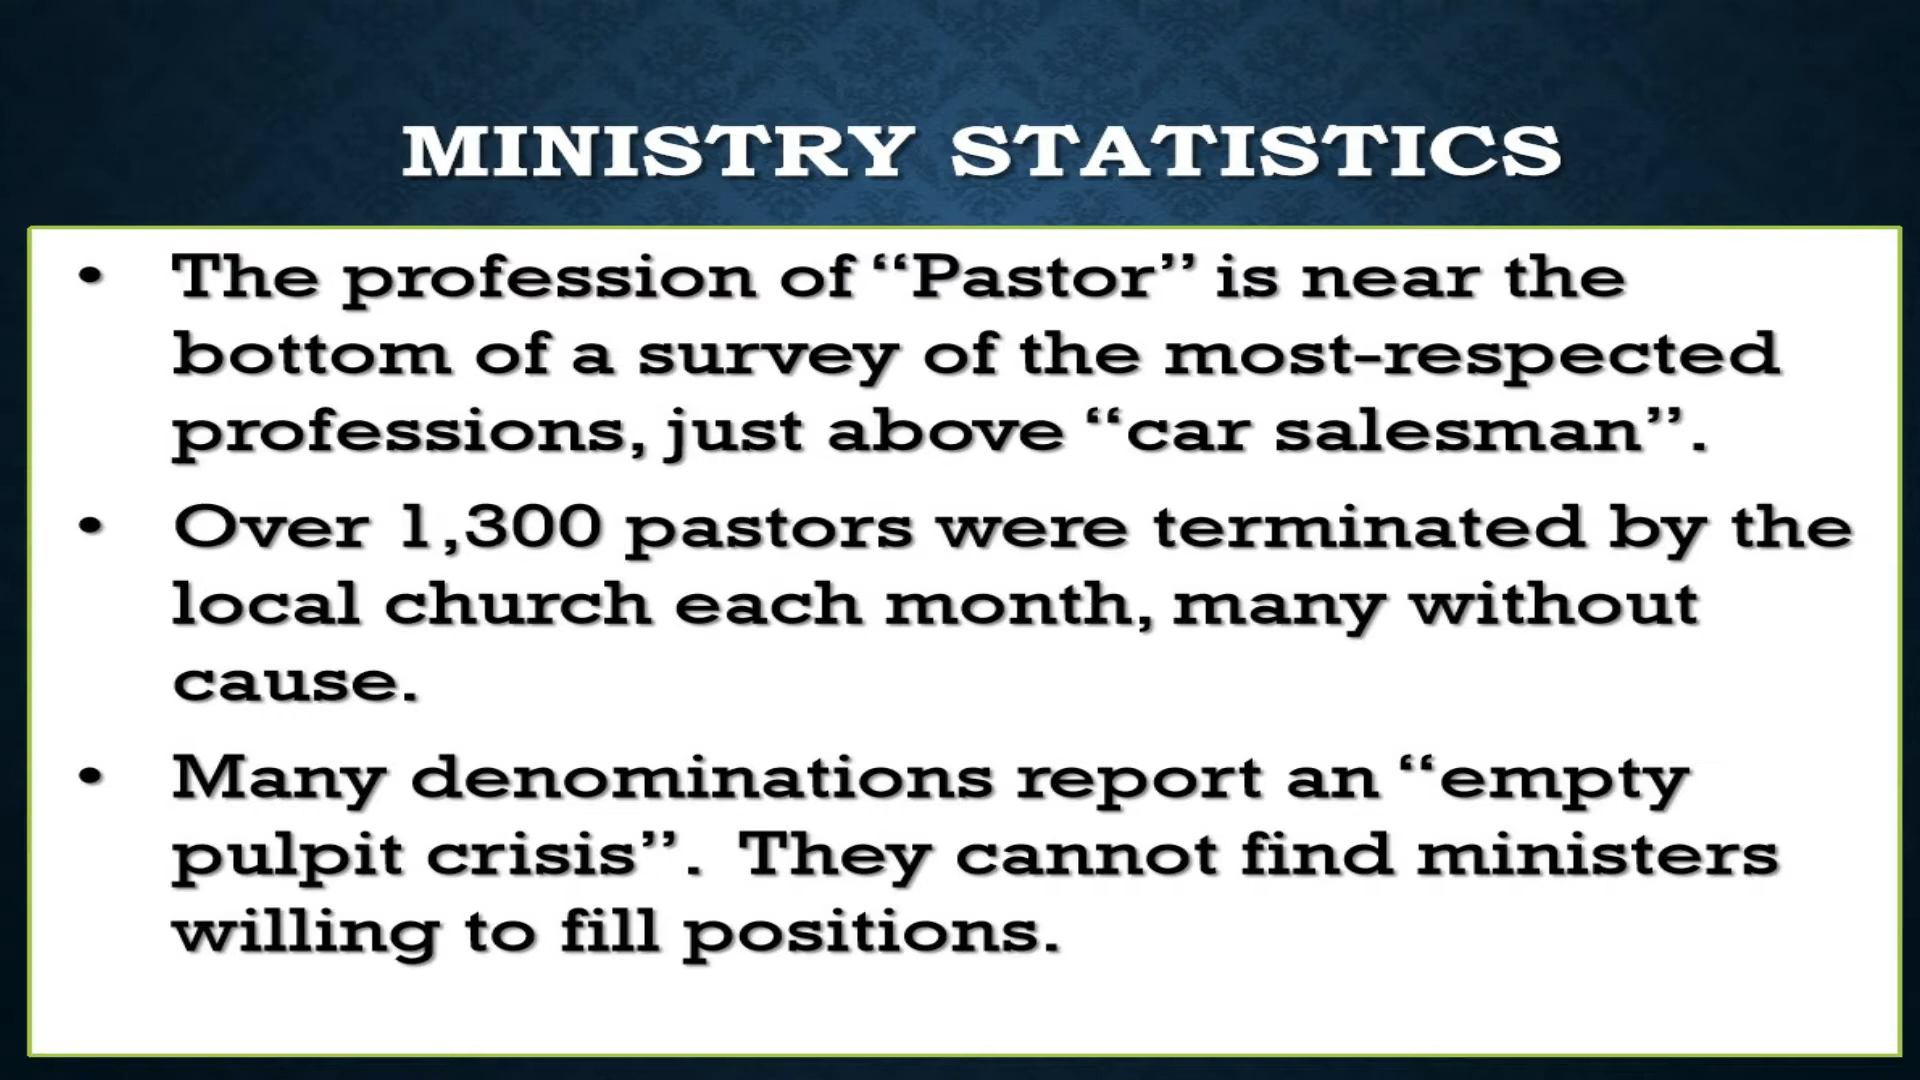 MINISTRY STATISTICS
• The profession of “Pastor” is near the
bottom of a survey of the most-respected
professions, just above “car salesman”.
• Over 1,300 pastors were terminated by the
local church each month, many without
cause.
• Many denominations report an “empty
pulpit crisis”.  They cannot find ministers
willing to fill positions.